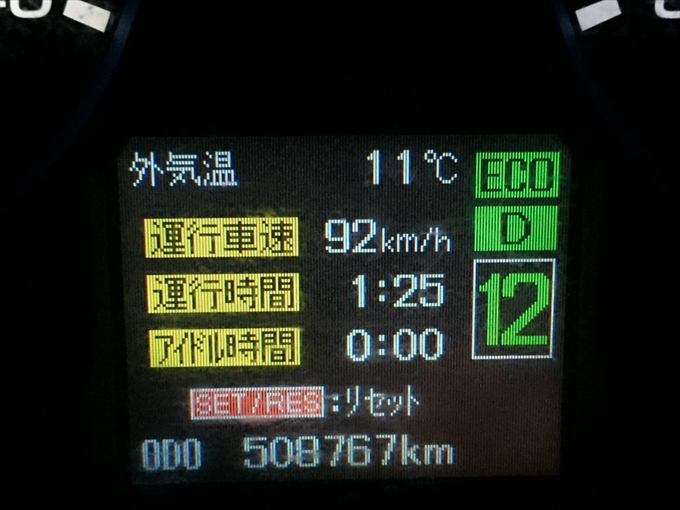 外気温 11℃ ECO
D
運行車速 92km/h
運行時間 1:25
12
アイドル時間 0:00
SET/RES:リセット
ODO 508767km